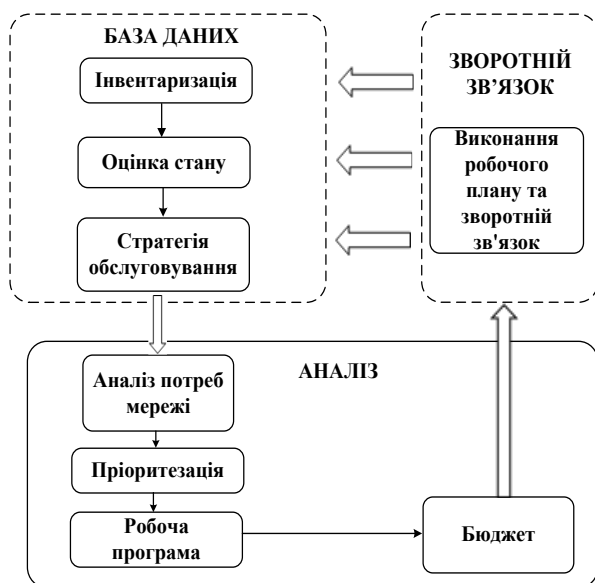 БАЗА ДАНИХ
Інвентаризація
Оцінка стану
Стратегія
обслуговування
ЗВОРОТНІЙ
ЗВ’ЯЗОК
Виконання
робочого
плану та
зворотній
зв'язок
АНАЛІЗ
Аналіз потреб
мережі
Пріоритезація
Робоча
програма
Бюджет